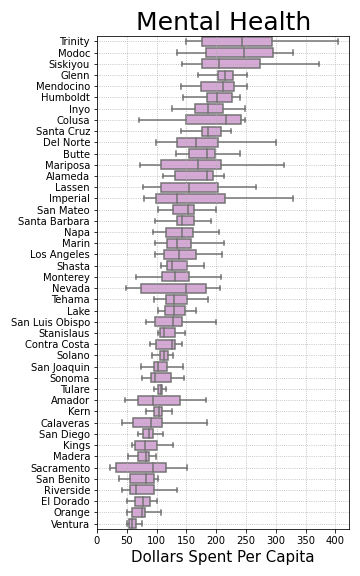 Mental Health
Trinity
Modoc
Siskiyou
Glenn
Mendocino
Humboldt
Inyo
Colusa
Santa Cruz
Del Norte
Butte
Mariposa
Alameda
Lassen
Imperial
San Mateo
Santa Barbara
Napa
Marin
Los Angeles
Shasta
Monterey
Nevada
Tehama
Lake
San Luis Obispo
Stanislaus
Contra Costa
Solano
San Joaquin
Sonoma
Tulare
Amador
Kern
Calaveras
San Diego
Kings
Madera
Sacramento
San Benito
Riverside
El Dorado
Orange
Ventura
0 50 100 150 200 250 300 350 400
Dollars Spent Per Capita